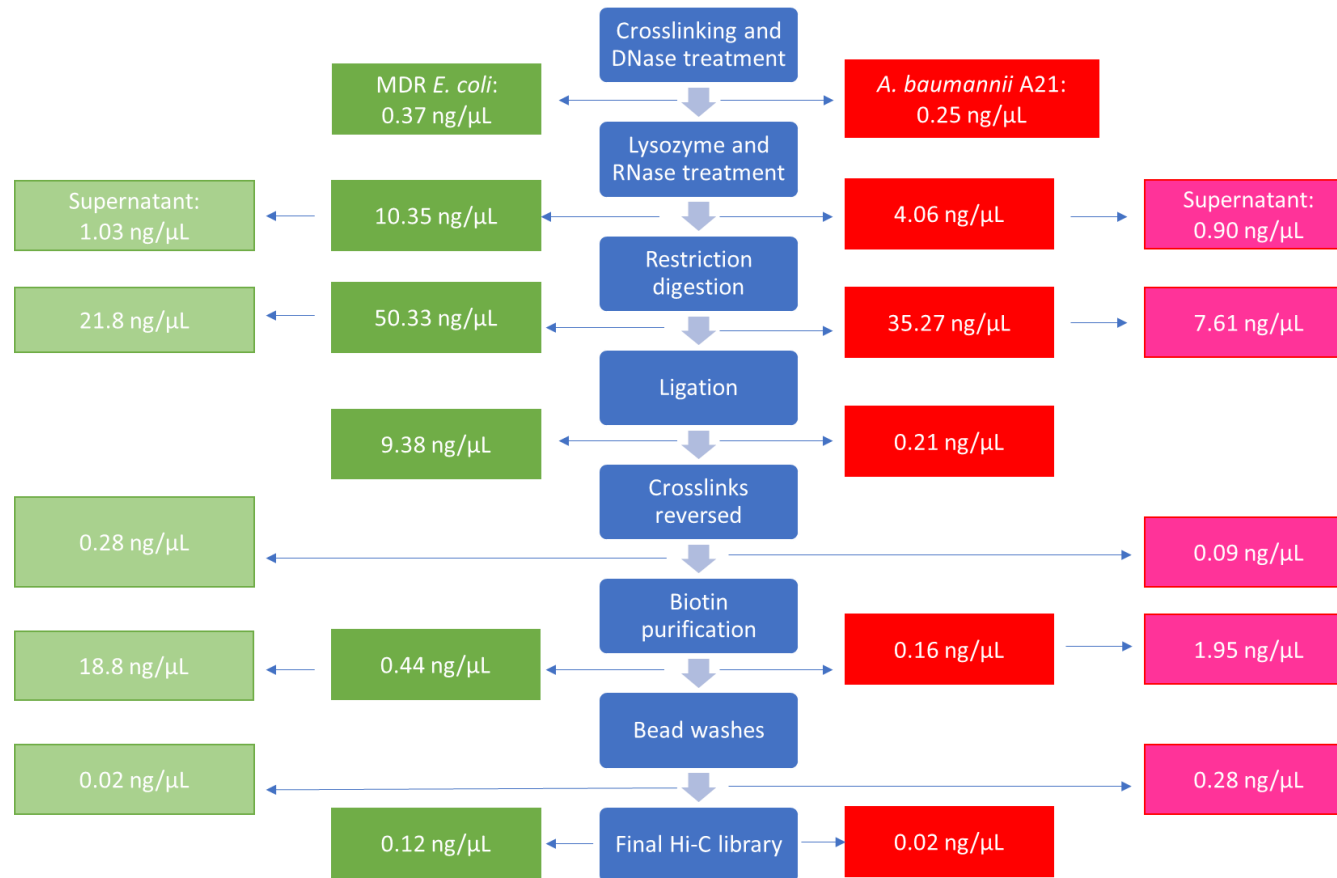 Crosslinking and
DNase treatment
MDR E. coli:
0.37 ng/µL
A. baumannii A21:
0.25 ng/µL
Lysozyme and
RNase treatment
Supernatant:
1.03 ng/µL
10.35 ng/µL
4.06 ng/µL
Supernatant:
0.90 ng/µL
Restriction
digestion
21.8 ng/µL
50.33 ng/µL
35.27 ng/µL
7.61 ng/µL
Ligation
9.38 ng/µL
0.21 ng/µL
Crosslinks
reversed
0.28 ng/µL
0.09 ng/µL
Biotin
purification
18.8 ng/µL
0.44 ng/µL
0.16 ng/µL
1.95 ng/µL
Bead washes
0.02 ng/µL
0.28 ng/µL
0.12 ng/µL
Final Hi-C library
0.02 ng/µL